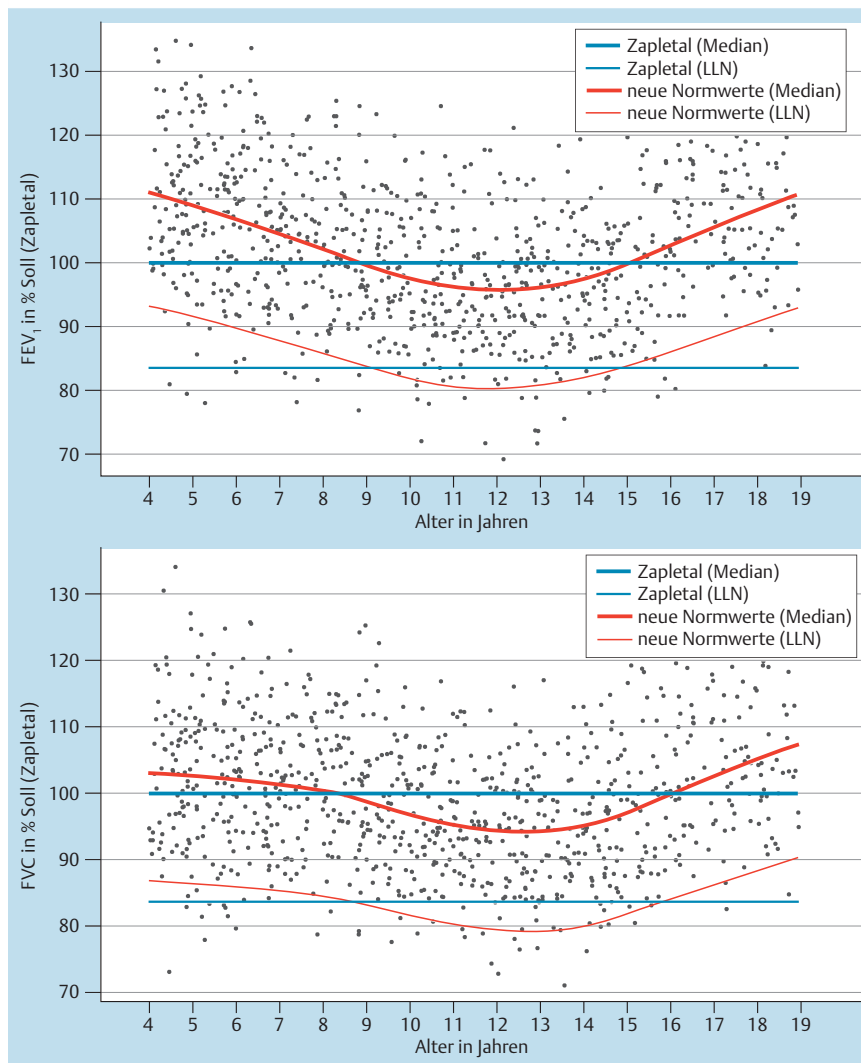 FEV₁ in % Soll (Zapletal)
130
120
110
100
90
80
70
Zapletal (Median)
Zapletal (LLN)
neue Normwerte (Median)
neue Normwerte (LLN)
4 5 6 7 8 9 10 11 12 13 14 15 16 17 18 19
Alter in Jahren
FVC in % Soll (Zapletal)
130
120
110
100
90
80
70
Zapletal (Median)
Zapletal (LLN)
neue Normwerte (Median)
neue Normwerte (LLN)
4 5 6 7 8 9 10 11 12 13 14 15 16 17 18 19
Alter in Jahren